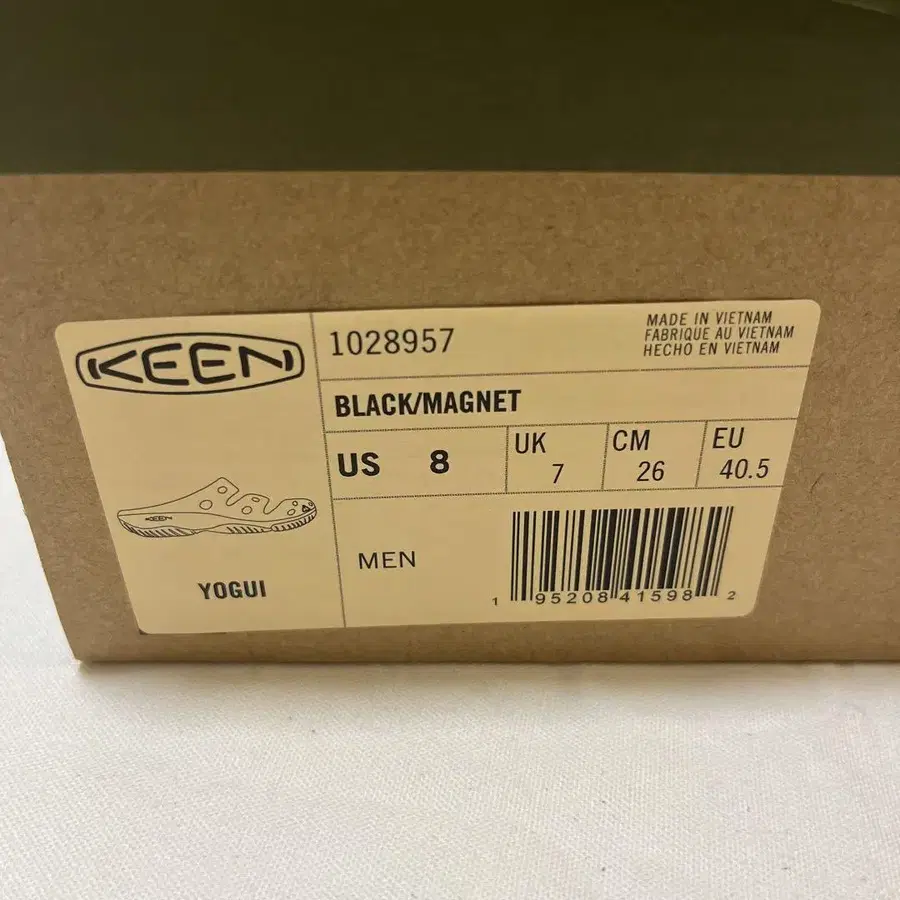 KEEN
1028957
MADE IN VIETNAM
FABRIQUE AU VIETNAM
HECHO EN VIETNAM
BLACK/MAGNET
US 8
UK 7
CM 26
EU 40.5
KEEN
YOGUI
MEN
1 95208 41598 2